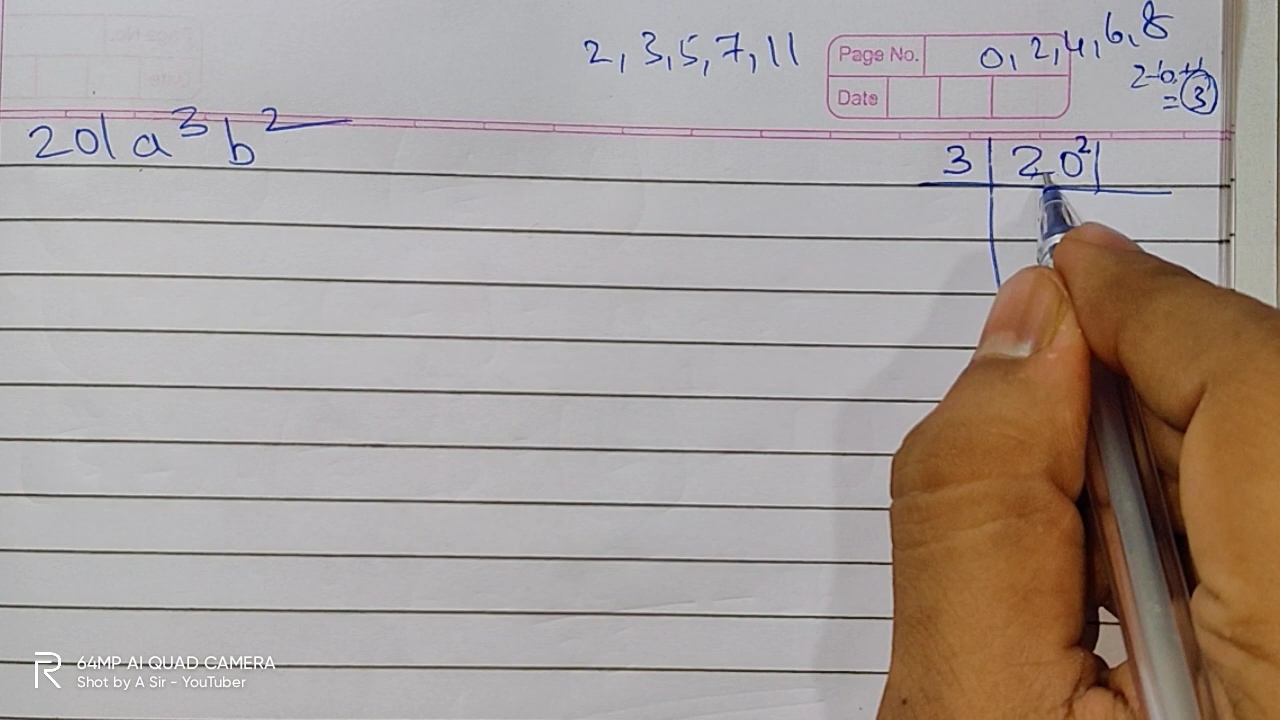 2, 3, 5, 7, 11
0, 2, 4, 6, 8
Page No.
Date
2+0+1
= 3
201 a³ b²
3 | 20²1
64MP AI QUAD CAMERA
Shot by A Sir - YouTuber